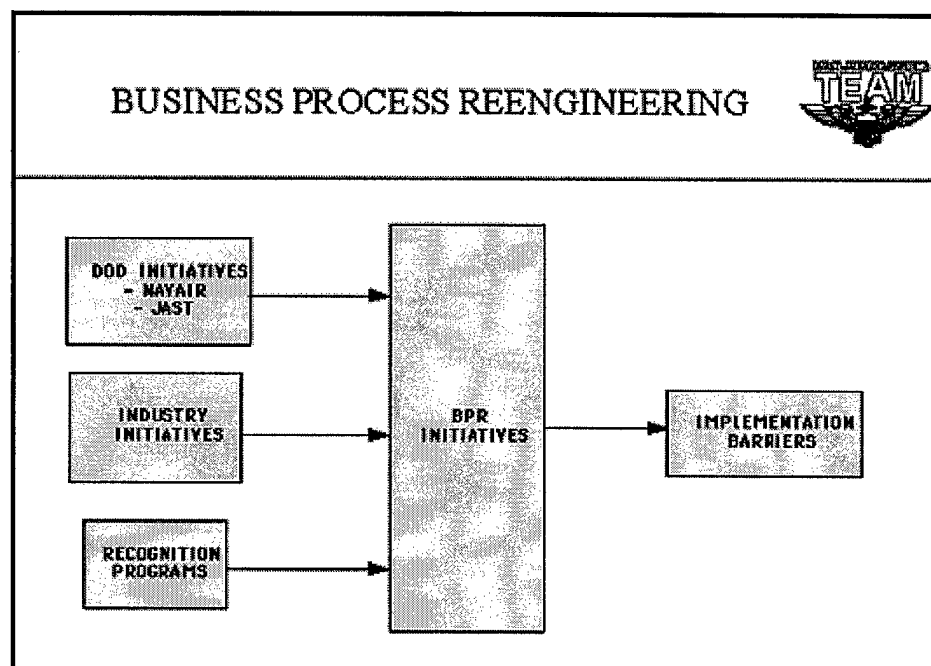 BUSINESS PROCESS REENGINEERING
TEAM
DOD INITIATIVES
- NAVAIR
- JAST
INDUSTRY
INITIATIVES
RECOGNITION
PROGRAMS
BPR
INITIATIVES
IMPLEMENTATION
BARRIERS